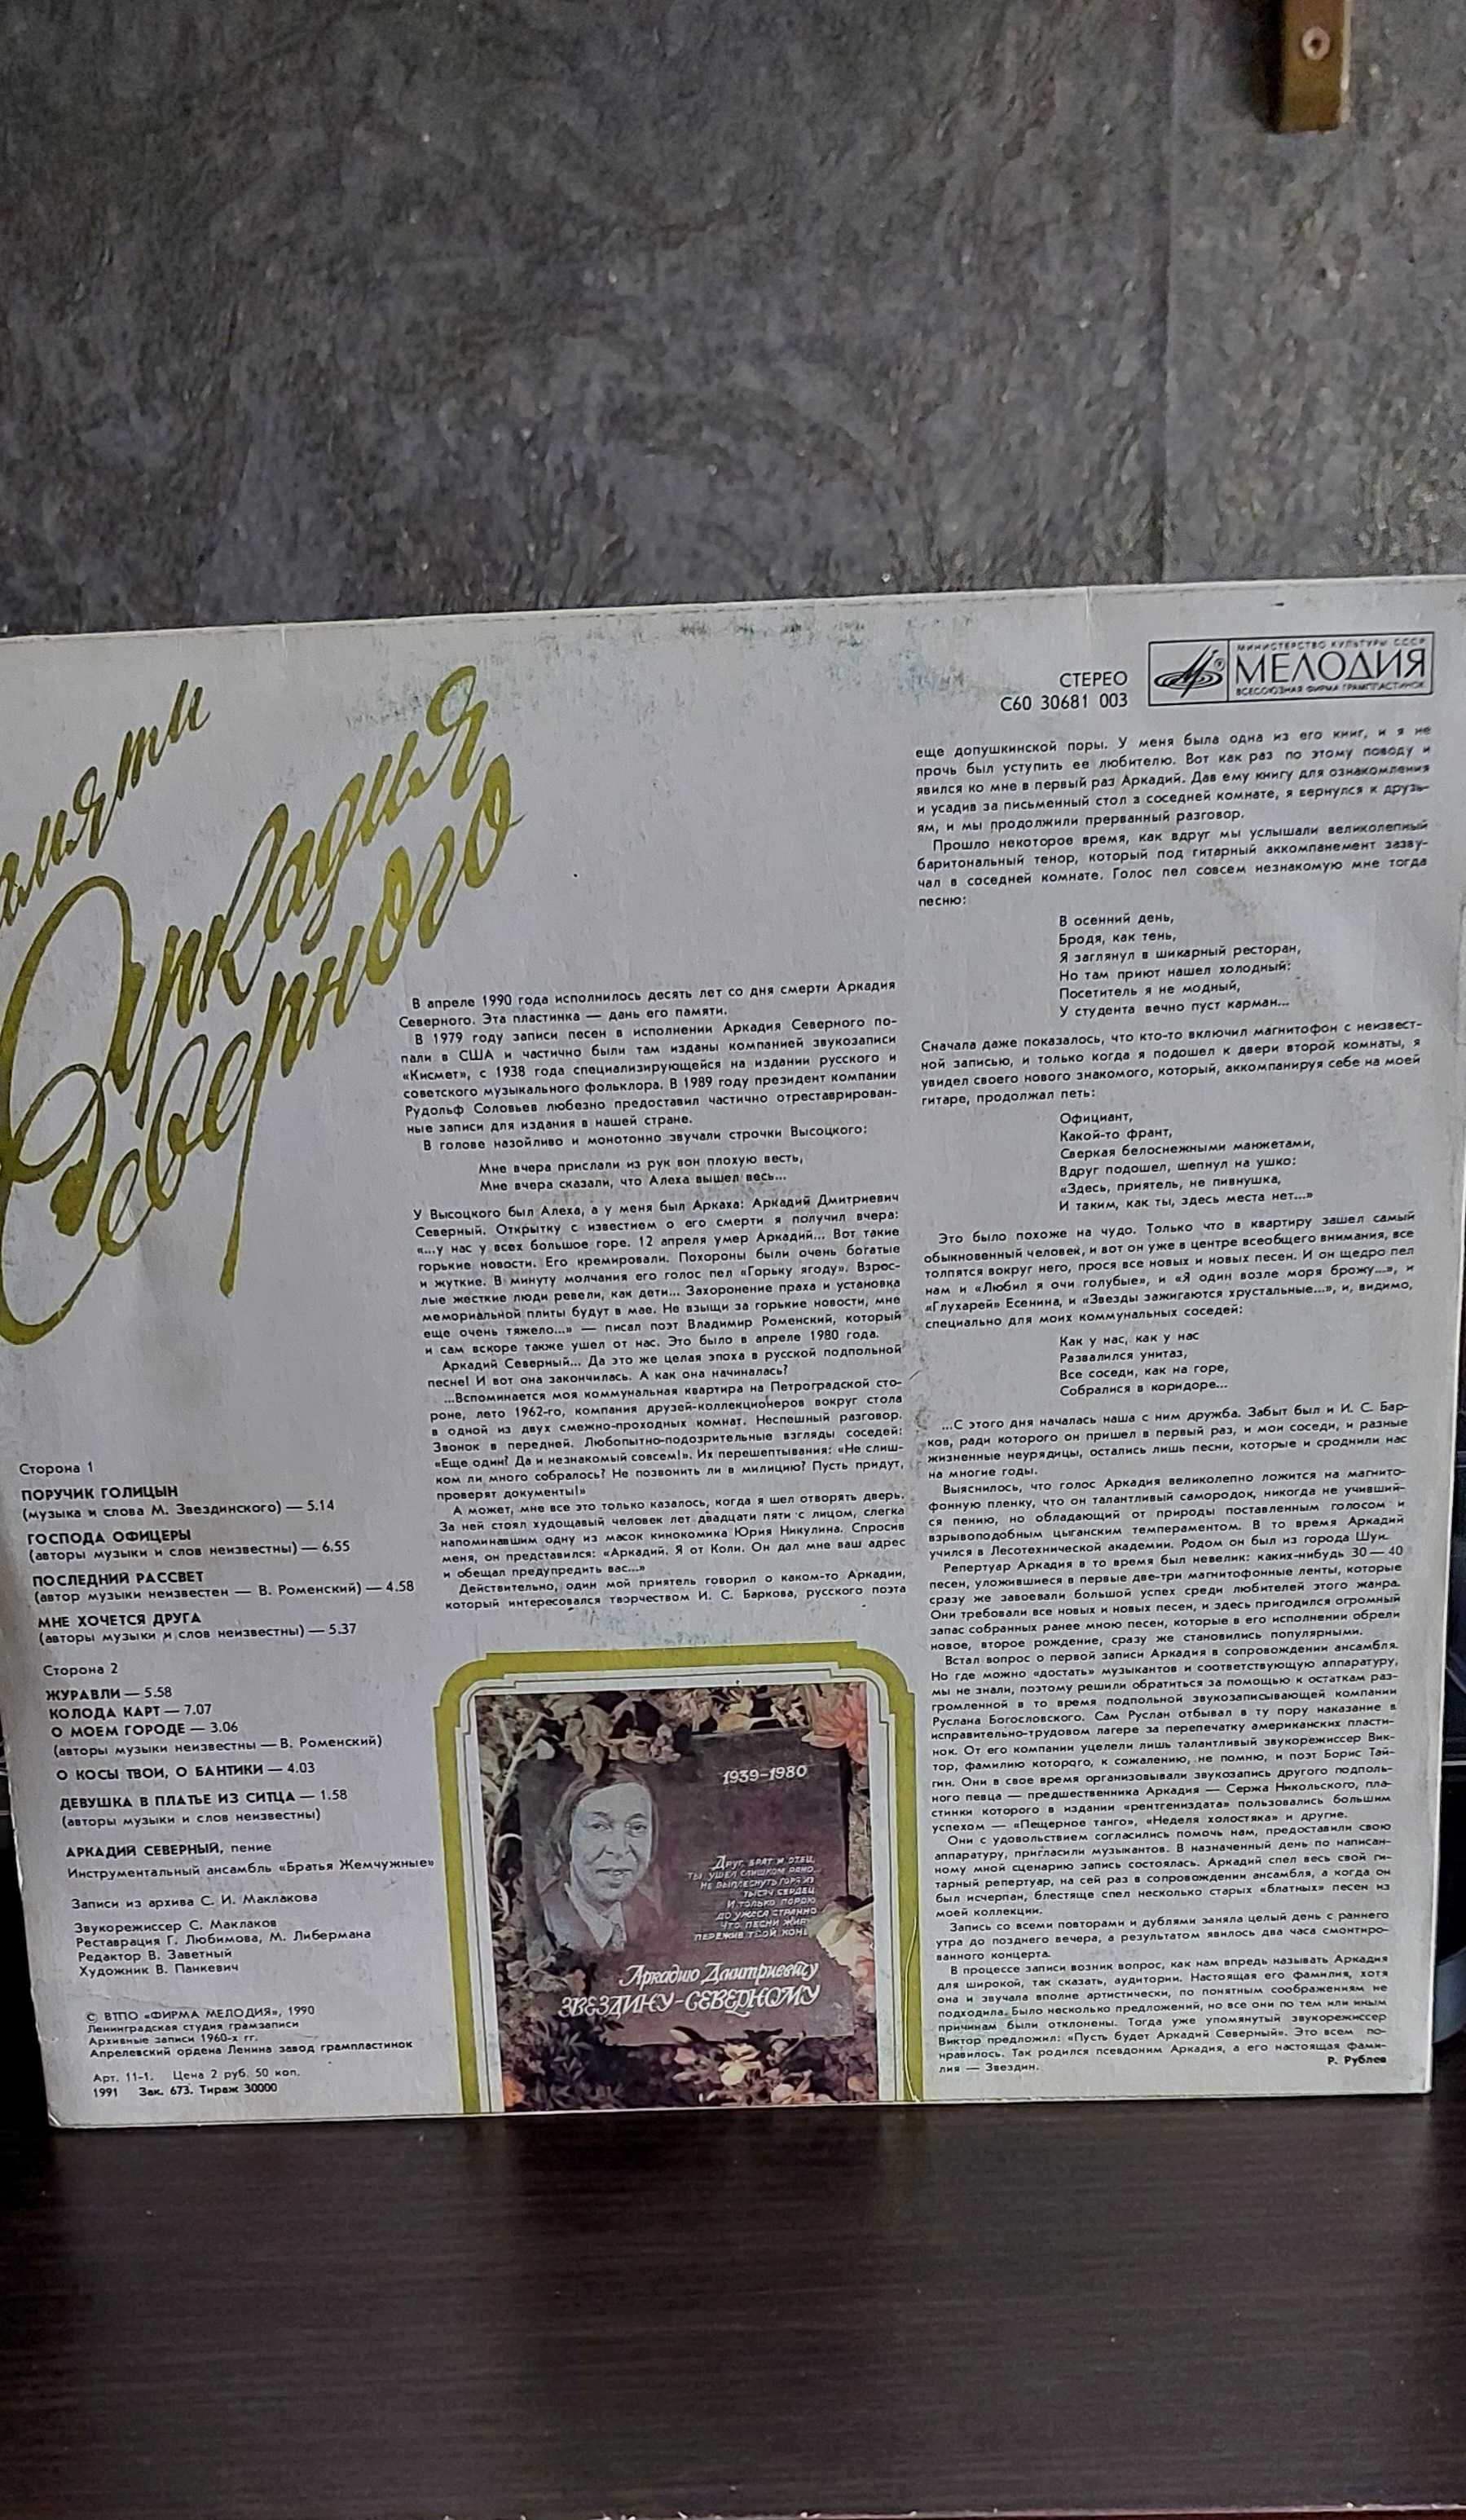 Аркадия
Северного
СТЕРЕО
С60 30681 003
МИНИСТЕРСТВО КУЛЬТУРЫ СССР
МЕЛОДИЯ
ВСЕСОЮЗНАЯ ФИРМА ГРАМПЛАСТИНОК
Сторона 1
ПОРУЧИК ГОЛИЦЫН
(музыка и слова М. Звездинского) — 5.14
ГОСПОДА ОФИЦЕРЫ
(авторы музыки и слов неизвестны) — 6.55
ПОСЛЕДНИЙ РАССВЕТ
(автор музыки неизвестен — В. Роменский) — 4.58
МНЕ ХОЧЕТСЯ ДРУГА
(авторы музыки и слов неизвестны) — 5.37
Сторона 2
ЖУРАВЛИ — 5.58
КОЛОДА КАРТ — 7.07
О МОЕМ ГОРОДЕ — 3.06
(авторы музыки неизвестны — В. Роменский)
О КОСЫ ТВОИ, О БАНТИКИ — 4.03
ДЕВУШКА В ПЛАТЬЕ ИЗ СИТЦА — 1.58
(авторы музыки и слов неизвестны)
АРКАДИЙ СЕВЕРНЫЙ, пение
Инструментальный ансамбль «Братья Жемчужные»
Записи из архива С. И. Маклакова
Звукорежиссер С. Маклаков
Реставрация Г. Любимова, М. Либермана
Редактор В. Заветный
Художник В. Панкевич
© ВТПО «ФИРМА МЕЛОДИЯ», 1990
Ленинградская студия грамзаписи
Архивные записи 1960-х гг.
Апрелевский ордена Ленина завод грампластинок
Арт. 11-1. Цена 2 руб. 50 коп.
1991 Зак. 673. Тираж 30000
В апреле 1990 года исполнилось десять лет со дня смерти Аркадия
Северного. Эта пластинка — дань его памяти.
В 1979 году записи песен в исполнении Аркадия Северного по-
пали в США и частично были там изданы компанией звукозаписи
«Кисмет», с 1938 года специализирующейся на издании русского и
советского музыкального фольклора. В 1989 году президент компании
Рудольф Соловьев любезно предоставил частично отреставрирован-
ные записи для издания в нашей стране.
В голове назойливо и монотонно звучали строчки Высоцкого:
Мне вчера прислали из рук вон плохую весть,
Мне вчера сказали, что Алеха вышел весь...
У Высоцкого был Алеха, а у меня был Аркаха: Аркадий Дмитриевич
Северный. Открытку с известием о его смерти я получил вчера:
«...у нас у всех большое горе. 12 апреля умер Аркадий... Вот такие
горькие новости. Его кремировали. Похороны были очень богатые
и жуткие. В минуту молчания его голос пел «Горьку ягоду». Взрос-
лые жесткие люди ревели, как дети... Захоронение праха и установка
мемориальной плиты будут в мае. Не взыщи за горькие новости, мне
еще очень тяжело...» — писал поэт Владимир Роменский, который
и сам вскоре также ушел от нас. Это было в апреле 1980 года.
Аркадий Северный... Да это же целая эпоха в русской подпольной
песне! И вот она закончилась. А как она начиналась?
...Вспоминается моя коммунальная квартира на Петроградской сто-
роне, лето 1962-го, компания друзей-коллекционеров вокруг стола
в одной из двух смежно-проходных комнат. Неспешный разговор.
Звонок в передней. Любопытно-подозрительные взгляды соседей:
«Еще один? Да и незнакомый совсем!». Их перешептывания: «Не слиш-
ком ли много собралось? Не позвонить ли в милицию? Пусть придут,
проверят документы!»
А может, мне все это только казалось, когда я шел отворять дверь.
За ней стоял худощавый человек лет двадцати пяти с лицом, слегка
напоминавшим одну из масок кинокомика Юрия Никулина. Спросив
меня, он представился: «Аркадий. Я от Коли. Он дал мне ваш адрес
и обещал предупредить вас...»
Действительно, один мой приятель говорил о каком-то Аркадии,
который интересовался творчеством И. С. Баркова, русского поэта
1939-1980
Друг, брат и отец,
ты ушел слишком рано,
Не выплеснуть горя из
тысяч сердец
И только порою
до ужаса странно
Что песни живы
пережив твой конец
Аркадию Дмитриевичу
ЗВЕЗДИНУ-СЕВЕРНОМУ
еще допушкинской поры. У меня была одна из его книг, и я не
прочь был уступить ее любителю. Вот как раз по этому поводу и
явился ко мне в первый раз Аркадий. Дав ему книгу для ознакомления
и усадив за письменный стол в соседней комнате, я вернулся к друзь-
ям, и мы продолжили прерванный разговор.
Прошло некоторое время, как вдруг мы услышали великолепный
баритональный тенор, который под гитарный аккомпанемент зазву-
чал в соседней комнате. Голос пел совсем незнакомую мне тогда
песню:
В осенний день,
Бродя, как тень,
Я заглянул в шикарный ресторан,
Но там приют нашел холодный:
Посетитель я не модный,
У студента вечно пуст карман...
Сначала даже показалось, что кто-то включил магнитофон с неизвест-
ной записью, и только когда я подошел к двери второй комнаты, я
увидел своего нового знакомого, который, аккомпанируя себе на моей
гитаре, продолжал петь:
Официант,
Какой-то франт,
Сверкая белоснежными манжетами,
Вдруг подошел, шепнул на ушко:
«Здесь, приятель, не пивнушка,
И таким, как ты, здесь места нет...»
Это было похоже на чудо. Только что в квартиру зашел самый
обыкновенный человек, и вот он уже в центре всеобщего внимания, все
толпятся вокруг него, прося все новых и новых песен. И он щедро пел
нам и «Любил я очи голубые», и «Я один возле моря брожу...», и
«Глухарей» Есенина, и «Звезды зажигаются хрустальные...», и, видимо,
специально для моих коммунальных соседей:
Как у нас, как у нас
Развалился унитаз,
Все соседи, как на горе,
Собралися в коридоре...
...С этого дня началась наша с ним дружба. Забыт был и И. С. Бар-
ков, ради которого он пришел в первый раз, и мои соседи, и разные
жизненные неурядицы, остались лишь песни, которые и сроднили нас
на многие годы.
Выяснилось, что голос Аркадия великолепно ложится на магнито-
фонную пленку, что он талантливый самородок, никогда не учивший-
ся пению, но обладающий от природы поставленным голосом и
взрывоподобным цыганским темпераментом. В то время Аркадий
учился в Лесотехнической академии. Родом он был из города Шуи.
Репертуар Аркадия в то время был невелик: каких-нибудь 30 — 40
песен, уложившиеся в первые две-три магнитофонные ленты, которые
сразу же завоевали большой успех среди любителей этого жанра.
Они требовали все новых и новых песен, и здесь пригодился огромный
запас собранных ранее мною песен, которые в его исполнении обрели
новое, второе рождение, сразу же становились популярными.
Встал вопрос о первой записи Аркадия в сопровождении ансамбля.
Но где можно «достать» музыкантов и соответствующую аппаратуру,
мы не знали, поэтому решили обратиться за помощью к остаткам раз-
громленной в то время подпольной звукозаписывающей компании
Руслана Богословского. Сам Руслан отбывал в ту пору наказание в
исправительно-трудовом лагере за перепечатку американских пласти-
нок. От его компании уцелели лишь талантливый звукорежиссер Вик-
тор, фамилию которого, к сожалению, не помню, и поэт Борис Тай-
гин. Они в свое время организовывали звукозапись другого подполь-
ного певца — предшественника Аркадия — Сержа Никольского, пла-
стинки которого в издании «рентгениздата» пользовались большим
успехом — «Пещерное танго», «Неделя холостяка» и другие.
Они с удовольствием согласились помочь нам, предоставили свою
аппаратуру, пригласили музыкантов. В назначенный день по написан-
ному мной сценарию запись состоялась. Аркадий спел весь свой ги-
тарный репертуар, на сей раз в сопровождении ансамбля, а когда он
был исчерпан, блестяще спел несколько старых «блатных» песен из
моей коллекции.
Запись со всеми повторами и дублями заняла целый день с раннего
утра до позднего вечера, а результатом явилось два часа смонтиро-
ванного концерта.
В процессе записи возник вопрос, как нам впредь называть Аркадия
для широкой, так сказать, аудитории. Настоящая его фамилия, хотя
она и звучала вполне артистически, по понятным соображениям не
подходила. Было несколько предложений, но все они по тем или иным
причинам были отклонены. Тогда уже упомянутый звукорежиссер
Виктор предложил: «Пусть будет Аркадий Северный». Это всем по-
нравилось. Так родился псевдоним Аркадия, а его настоящая фами-
лия — Звездин.
Р. Рублев